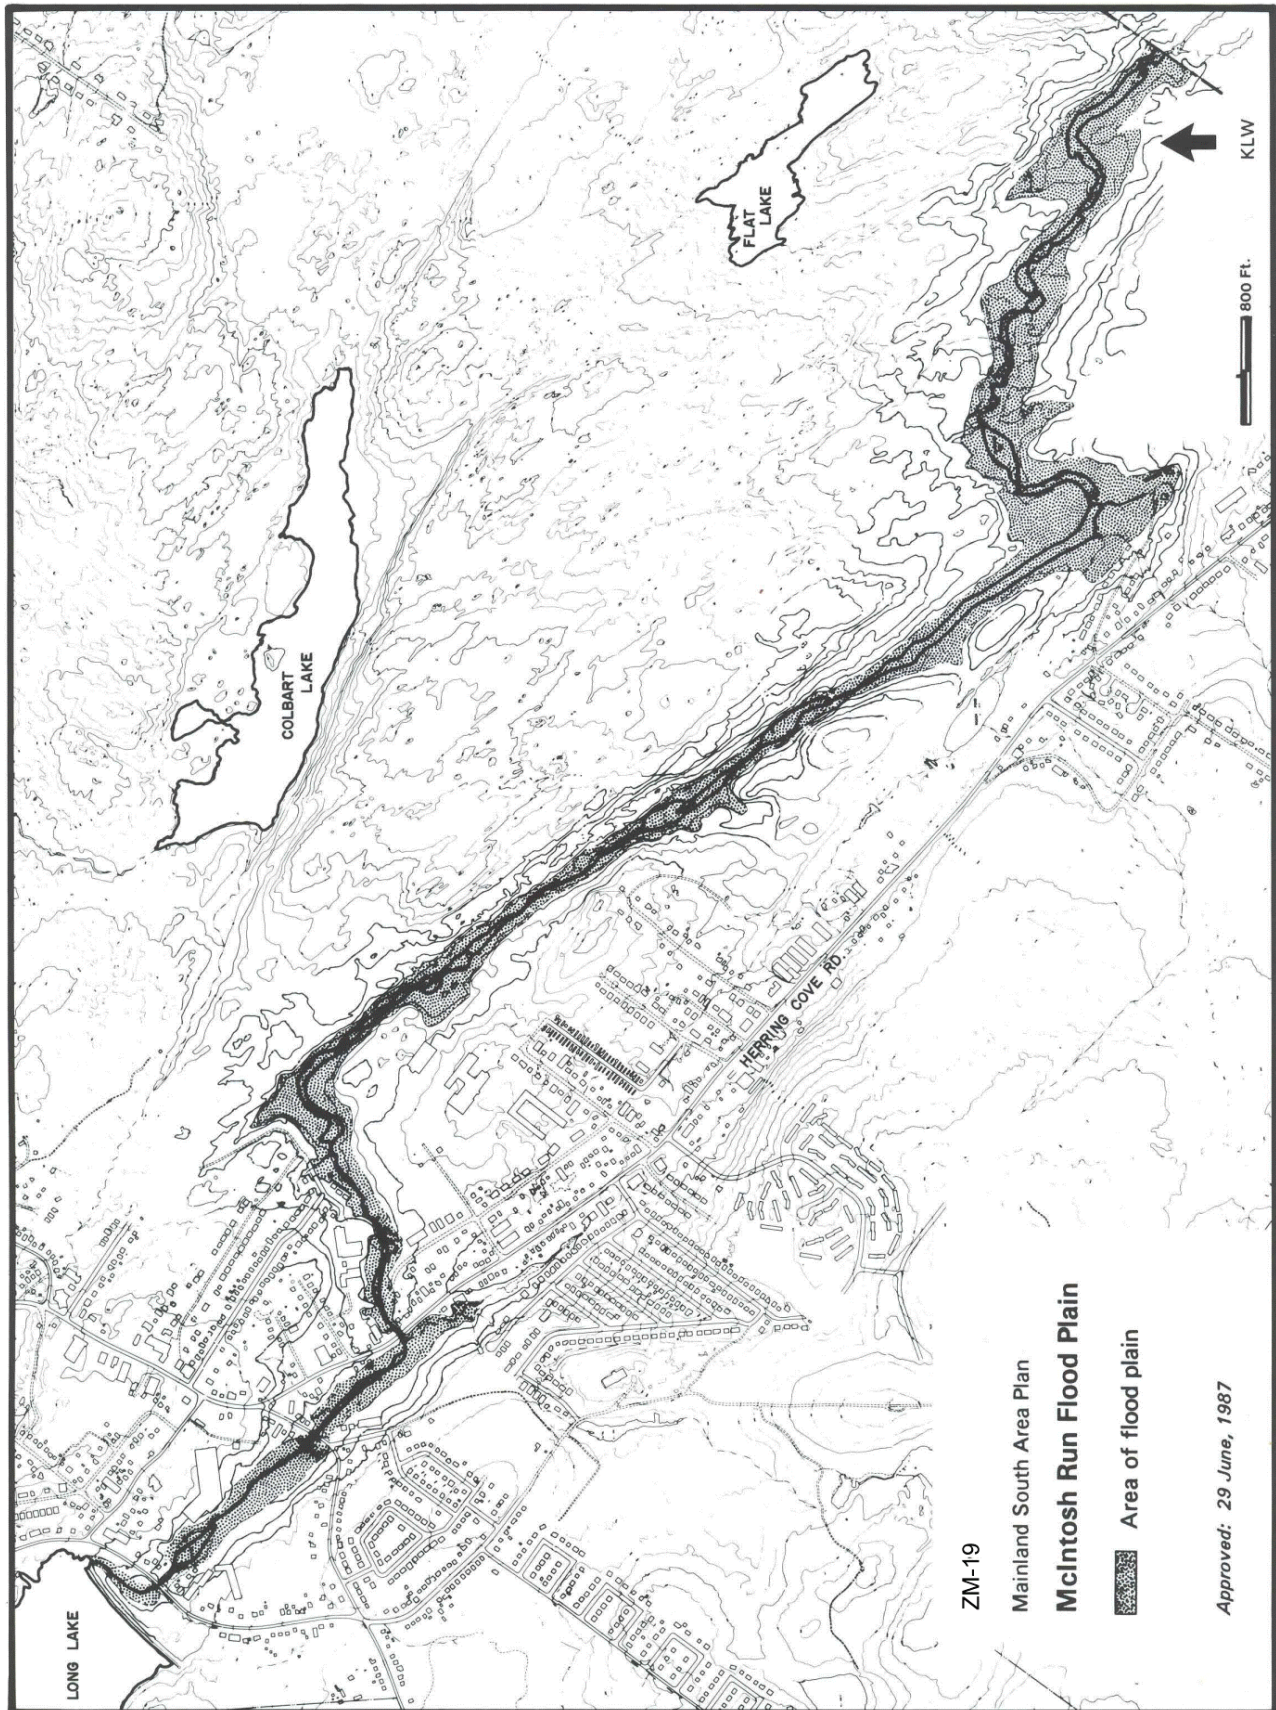 LONG LAKE
COLBART
LAKE
FLAT
LAKE
HERRING COVE RD.
800 Ft.
KLW
ZM-19
Mainland South Area Plan
McIntosh Run Flood Plain
Area of flood plain
Approved: 29 June, 1987